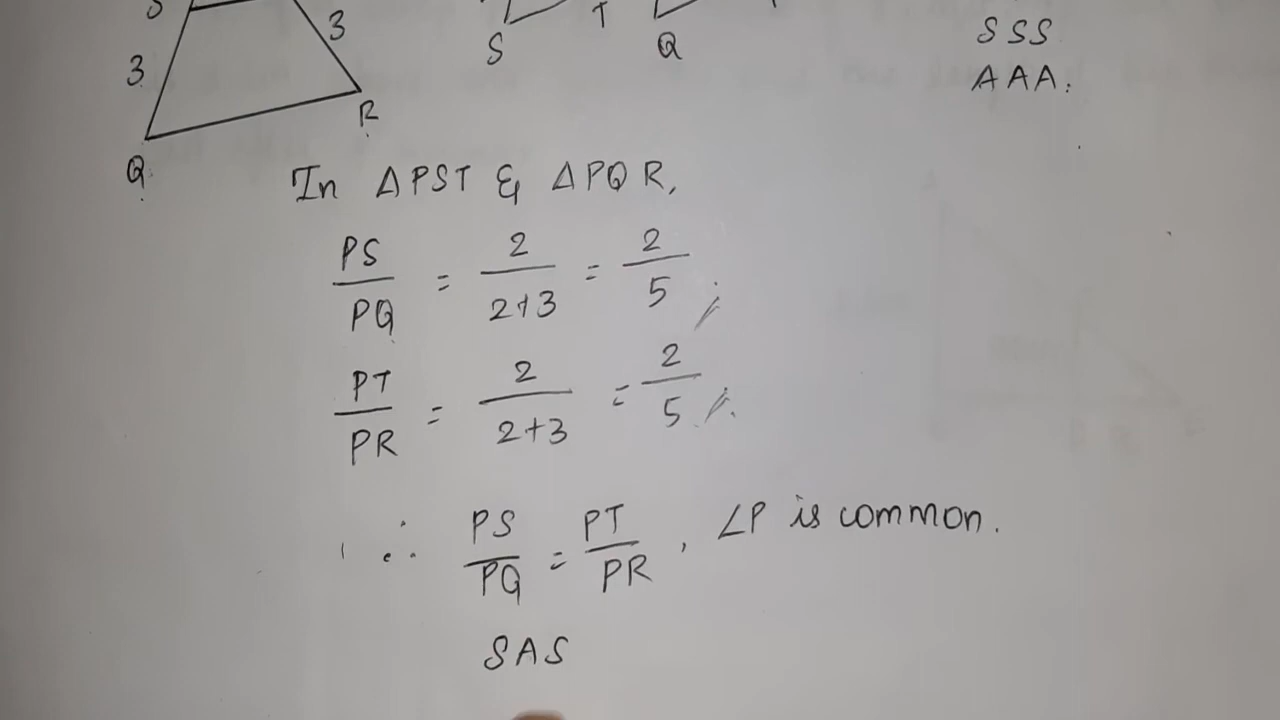 S
3
3
S
T
Q
R
Q
SSS
AAA.
In ΔPST & ΔPQR,
PS/PQ = 2/2+3 = 2/5;
PT/PR = 2/2+3 = 2/5
∴ PS/PQ = PT/PR, ∠P is common.
SAS